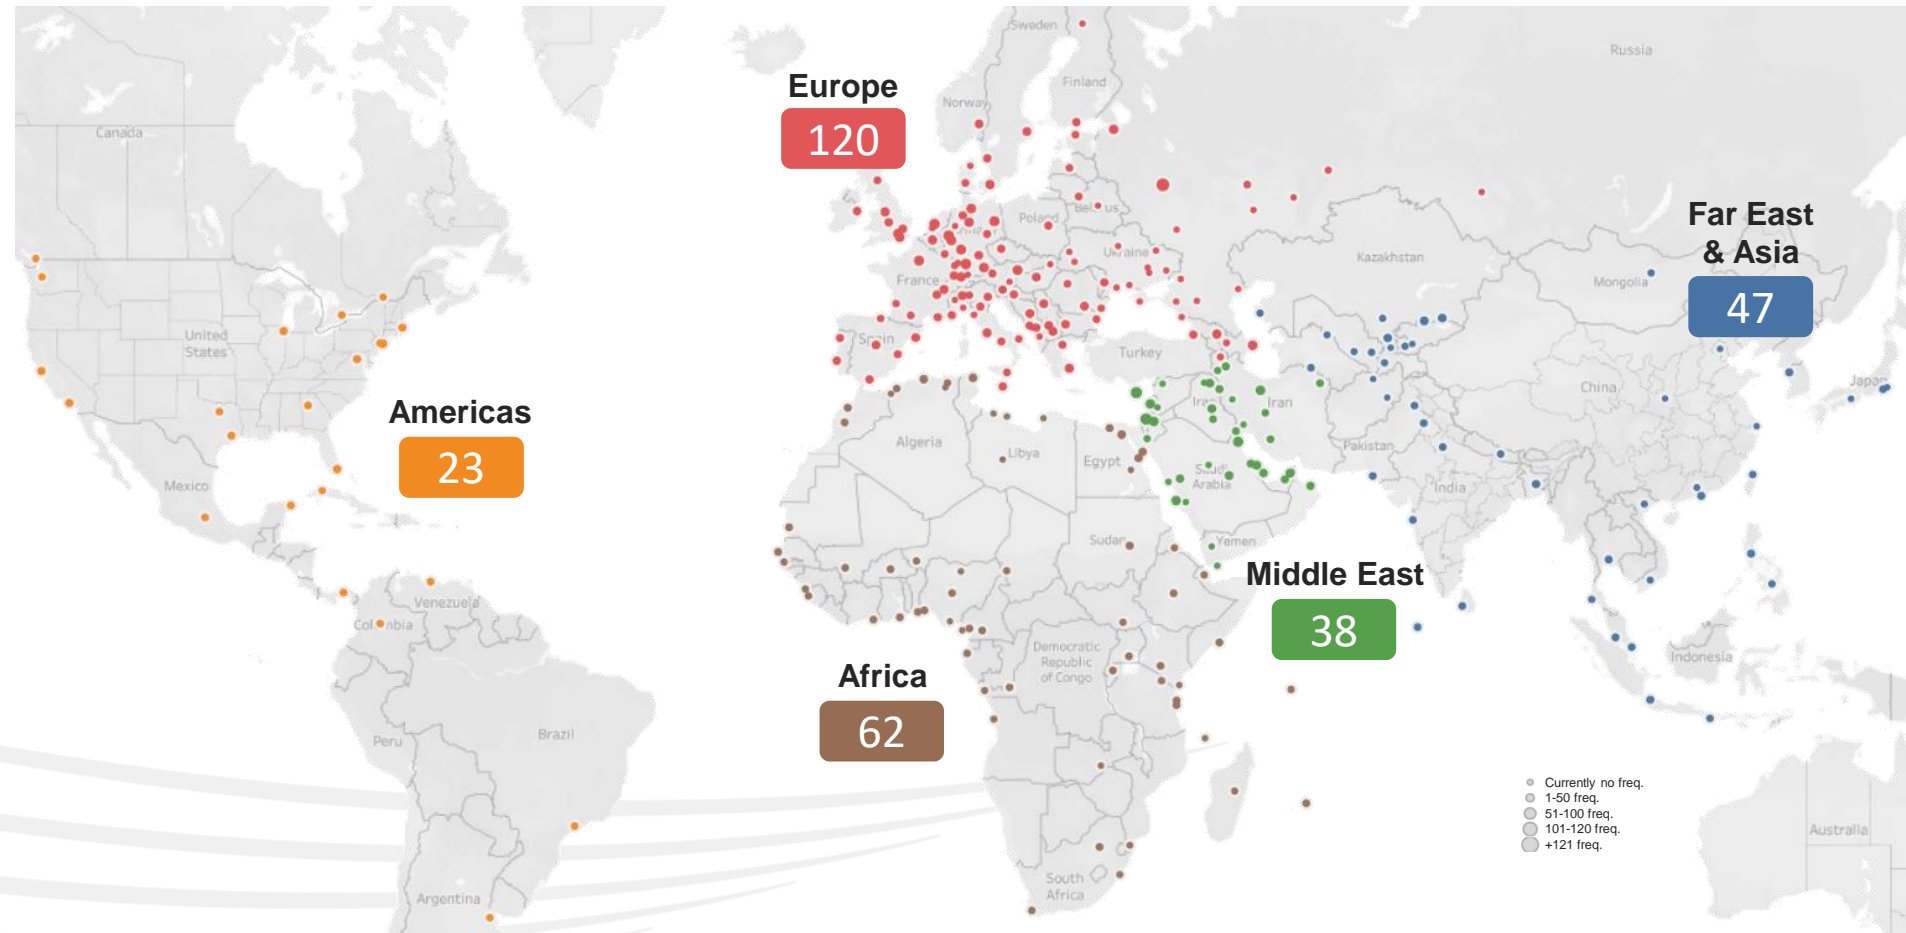 Sweden
Russia
Finland
Norway
Europe
120
Canada
Poland
Belarus
Ukraine
Kazakhstan
Mongolia
Far East
& Asia
47
France
Spain
Turkey
United
States
China
Japan
Americas
23
Iraq
Iran
Algeria
Libya
Egypt
Pakistan
Saudi
Arabia
India
Mexico
Sudan
Yemen
Middle East
38
Venezuela
Colombia
Democratic
Republic
of Congo
Indonesia
Africa
62
Peru
Brazil
Currently no freq.
1-50 freq.
51-100 freq.
101-120 freq.
+121 freq.
Australia
South
Africa
Argentina